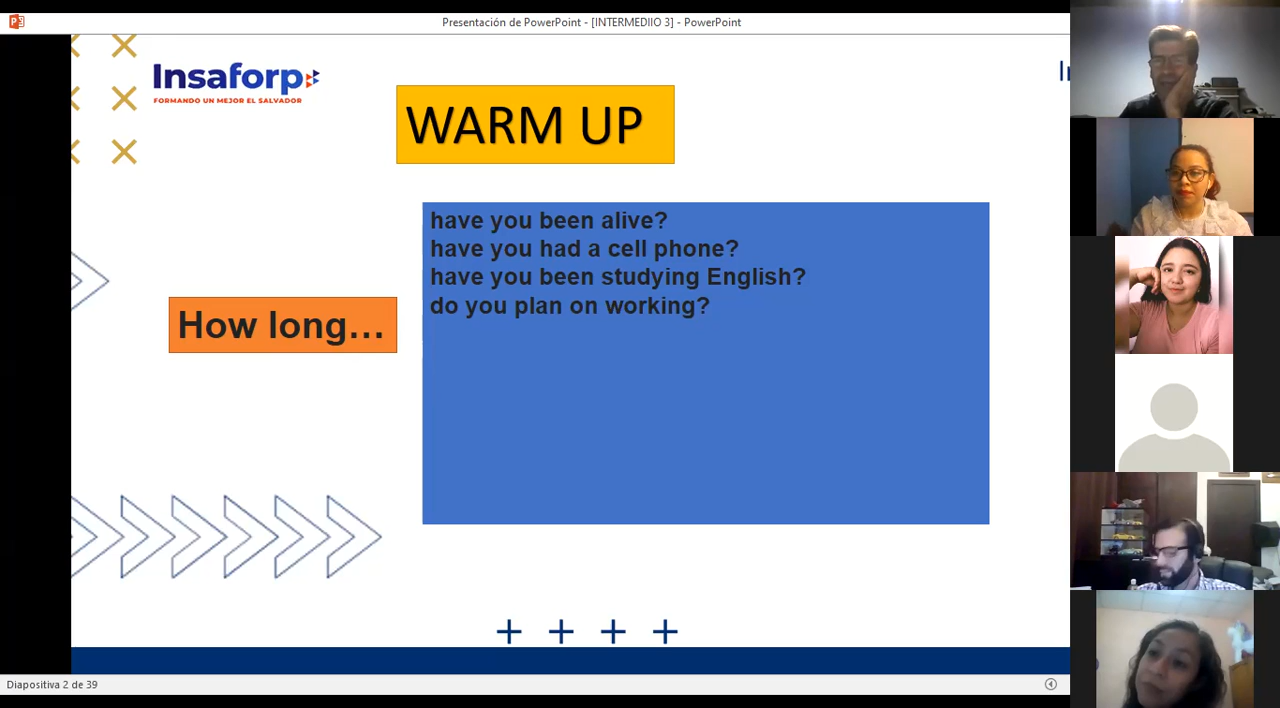 Presentación de PowerPoint - [INTERMEDIIO 3] - PowerPoint
Insaforp
FORMANDO UN MEJOR EL SALVADOR
WARM UP
have you been alive?
have you had a cell phone?
have you been studying English?
do you plan on working?
How long...
Diapositiva 2 de 39